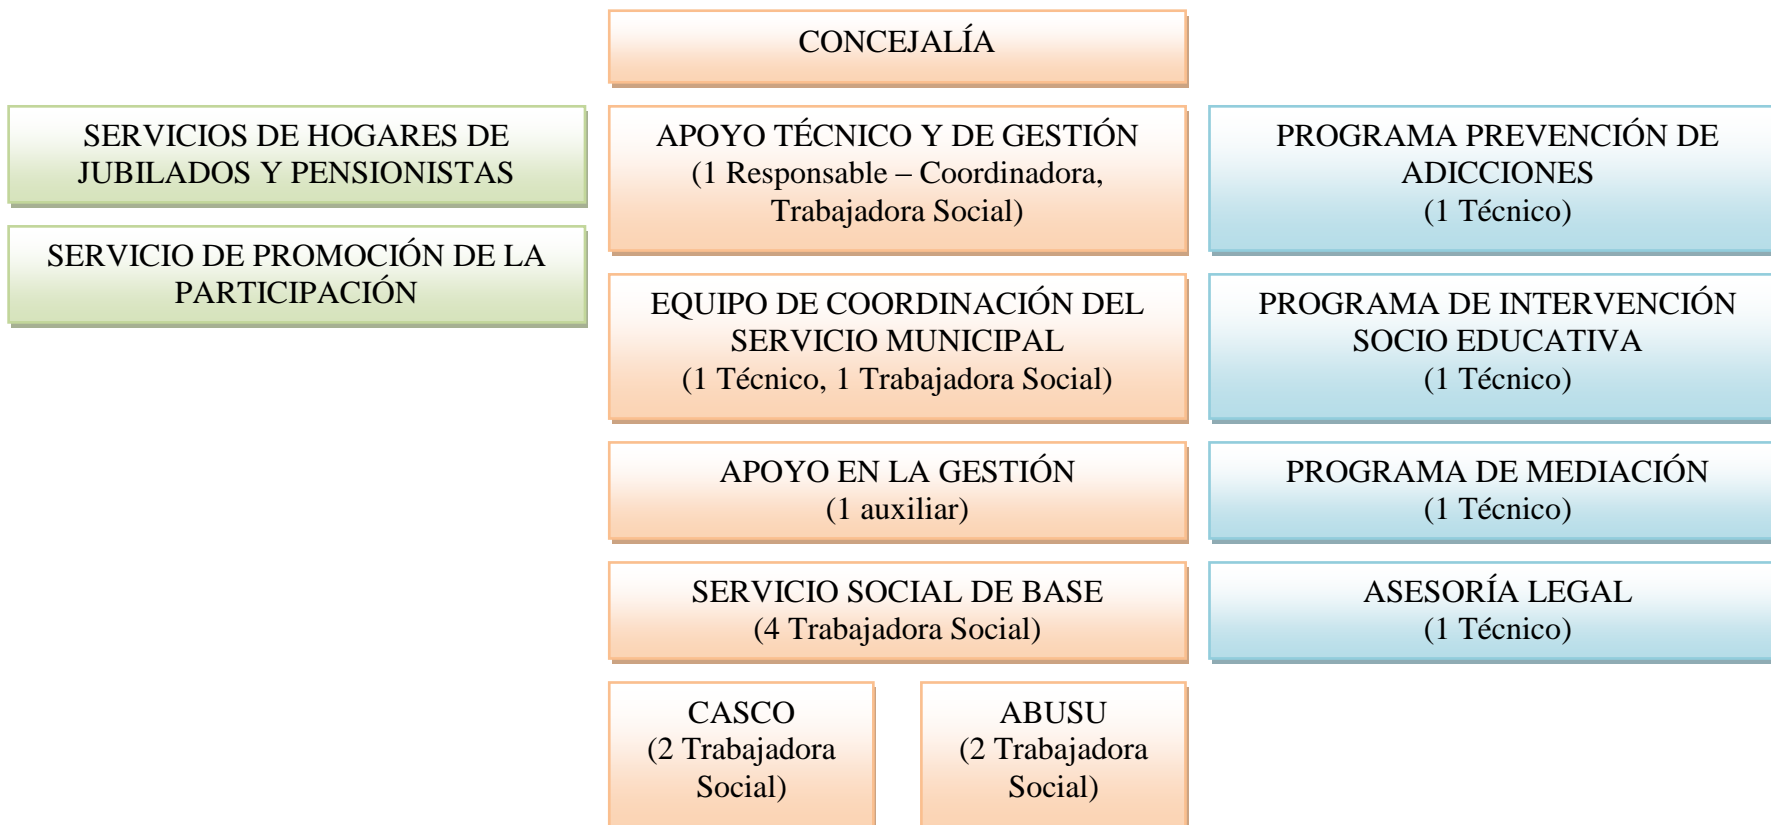 CONCEJALÍA
SERVICIOS DE HOGARES DE
JUBILADOS Y PENSIONISTAS
SERVICIO DE PROMOCIÓN DE LA
PARTICIPACIÓN
APOYO TÉCNICO Y DE GESTIÓN
(1 Responsable – Coordinadora,
Trabajadora Social)
EQUIPO DE COORDINACIÓN DEL
SERVICIO MUNICIPAL
(1 Técnico, 1 Trabajadora Social)
APOYO EN LA GESTIÓN
(1 auxiliar)
SERVICIO SOCIAL DE BASE
(4 Trabajadora Social)
CASCO
(2 Trabajadora
Social)
ABUSU
(2 Trabajadora
Social)
PROGRAMA PREVENCIÓN DE
ADICCIONES
(1 Técnico)
PROGRAMA DE INTERVENCIÓN
SOCIO EDUCATIVA
(1 Técnico)
PROGRAMA DE MEDIACIÓN
(1 Técnico)
ASESORÍA LEGAL
(1 Técnico)